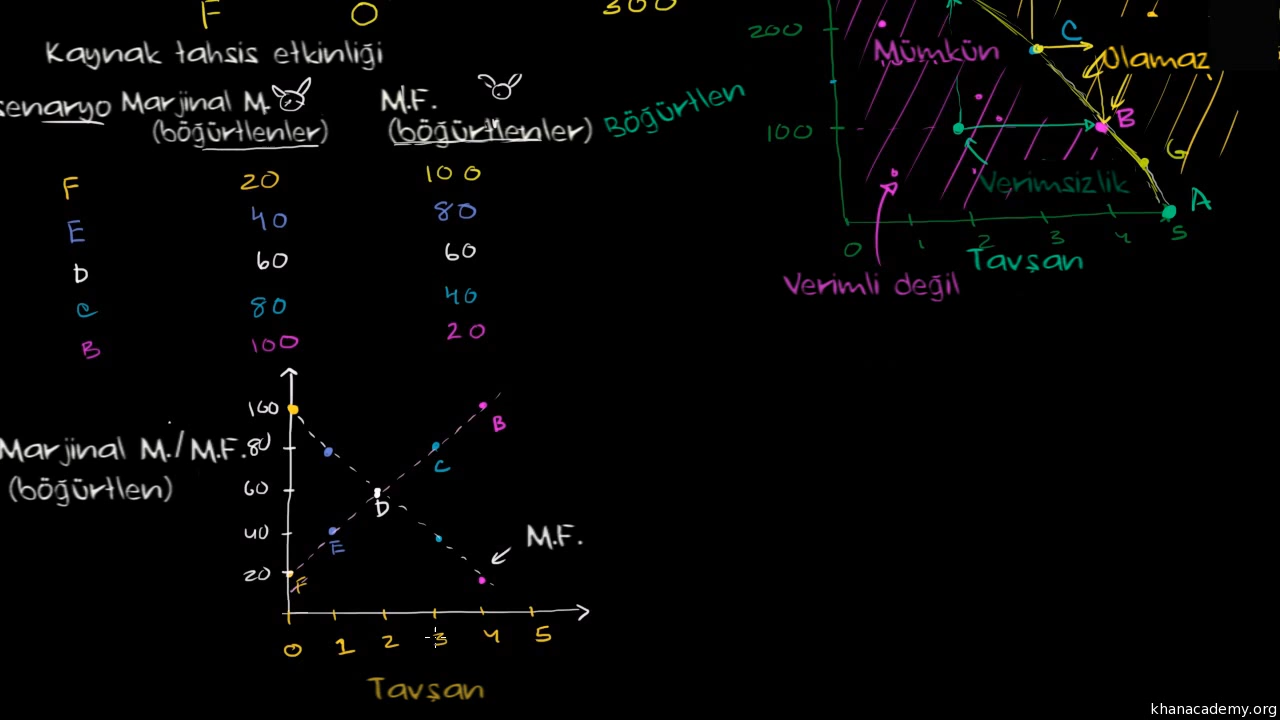 F 0 300
Kaynak tahsis etkinliği
senaryo Marjinal M. M.F.
(böğürtlenler) (böğürtlenler)
F 20 100
E 40 80
D 60 60
C 80 40
B 100 20
Böğürtlen
200
100
Mümkün
C
Olamaz
B
G
Verimsizlik
A
0 1 2 3 4 5
Tavşan
Verimli değil
Marjinal M./M.F.
(böğürtlen)
100
80
60
40
20
B
C
D
E
F
M.F.
0 1 2 3 4 5
Tavşan
khanacademy.org